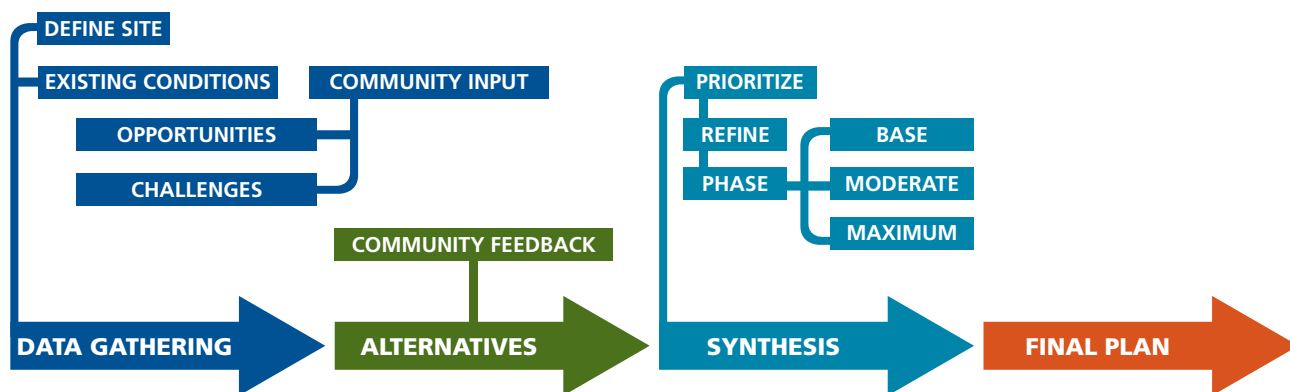 DEFINE SITE
EXISTING CONDITIONS
COMMUNITY INPUT
OPPORTUNITIES
CHALLENGES
DATA GATHERING
COMMUNITY FEEDBACK
ALTERNATIVES
PRIORITIZE
REFINE
PHASE
BASE
MODERATE
MAXIMUM
SYNTHESIS
FINAL PLAN